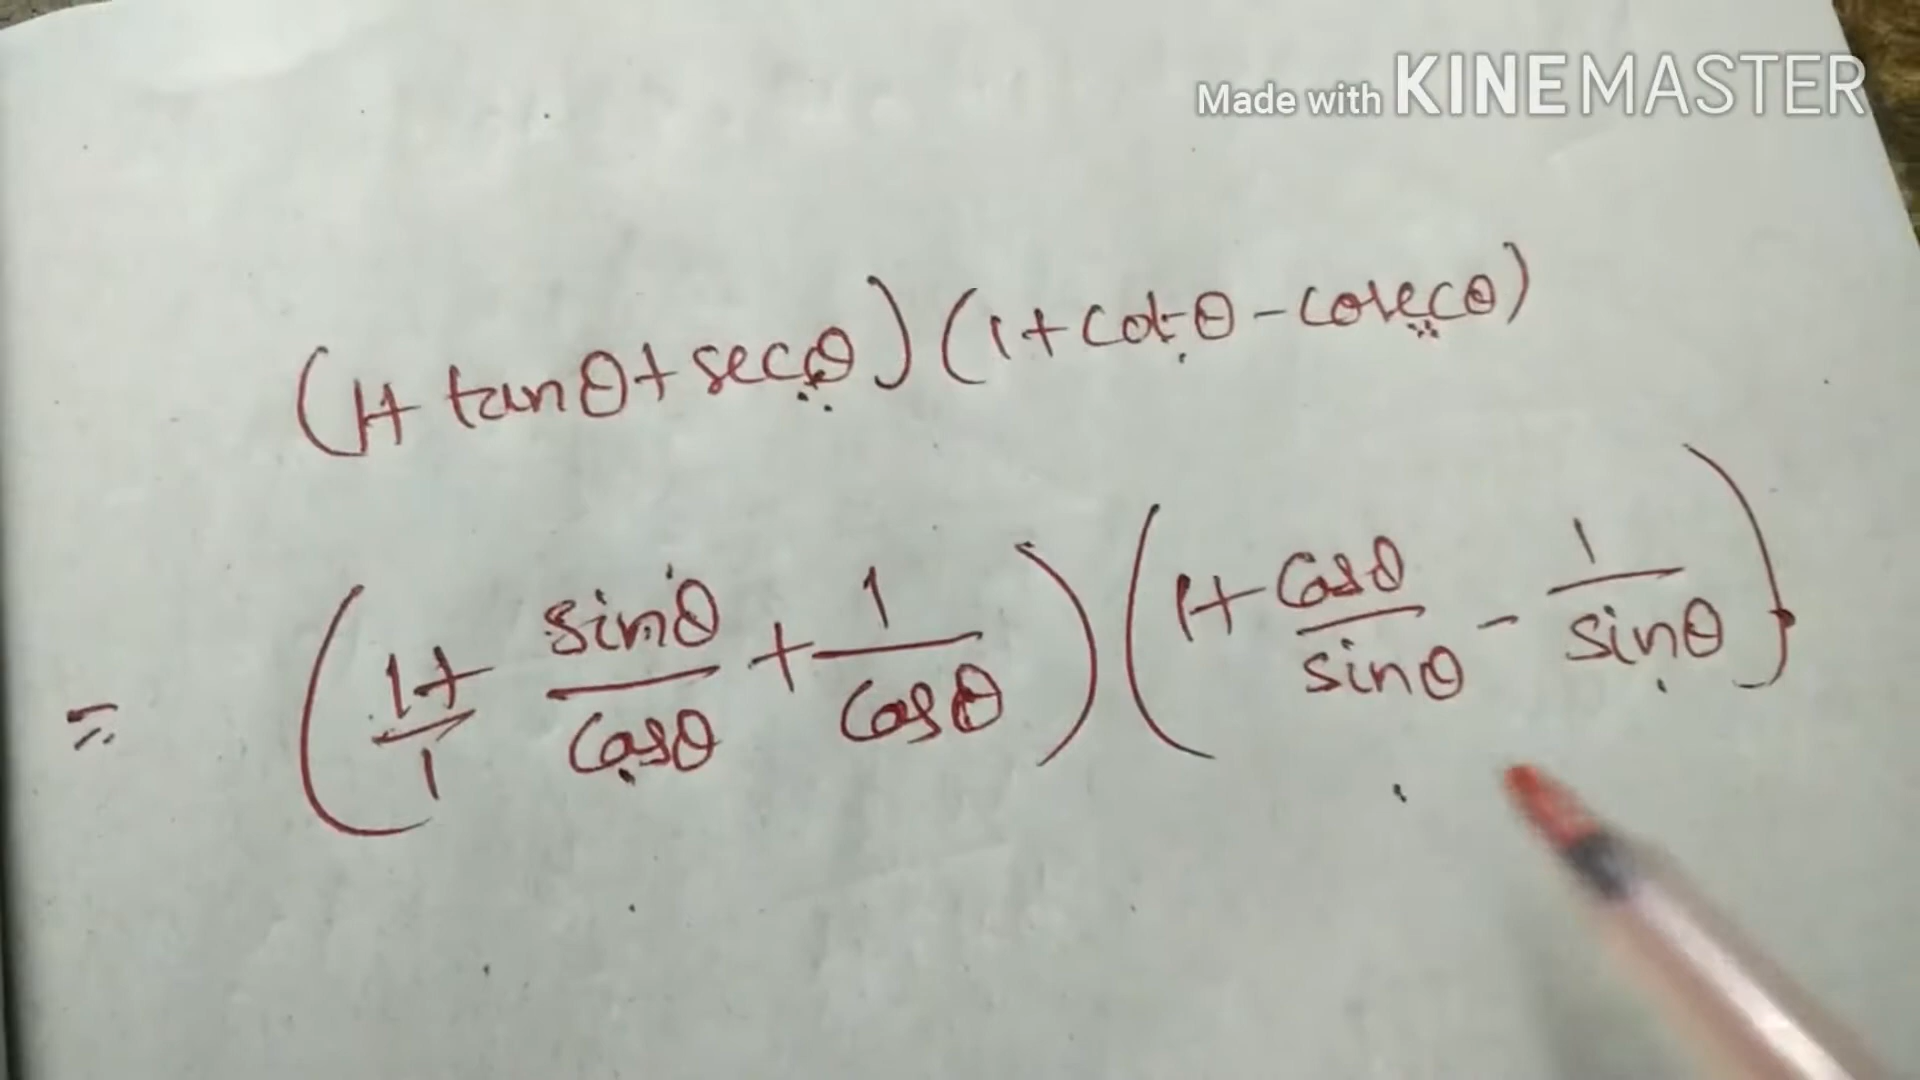 Made with KINEMASTER
(1+ tanθ + secθ) (1 + cotθ - cosecθ)
= (1/1 + sinθ/cosθ + 1/cosθ) (1 + cosθ/sinθ - 1/sinθ)